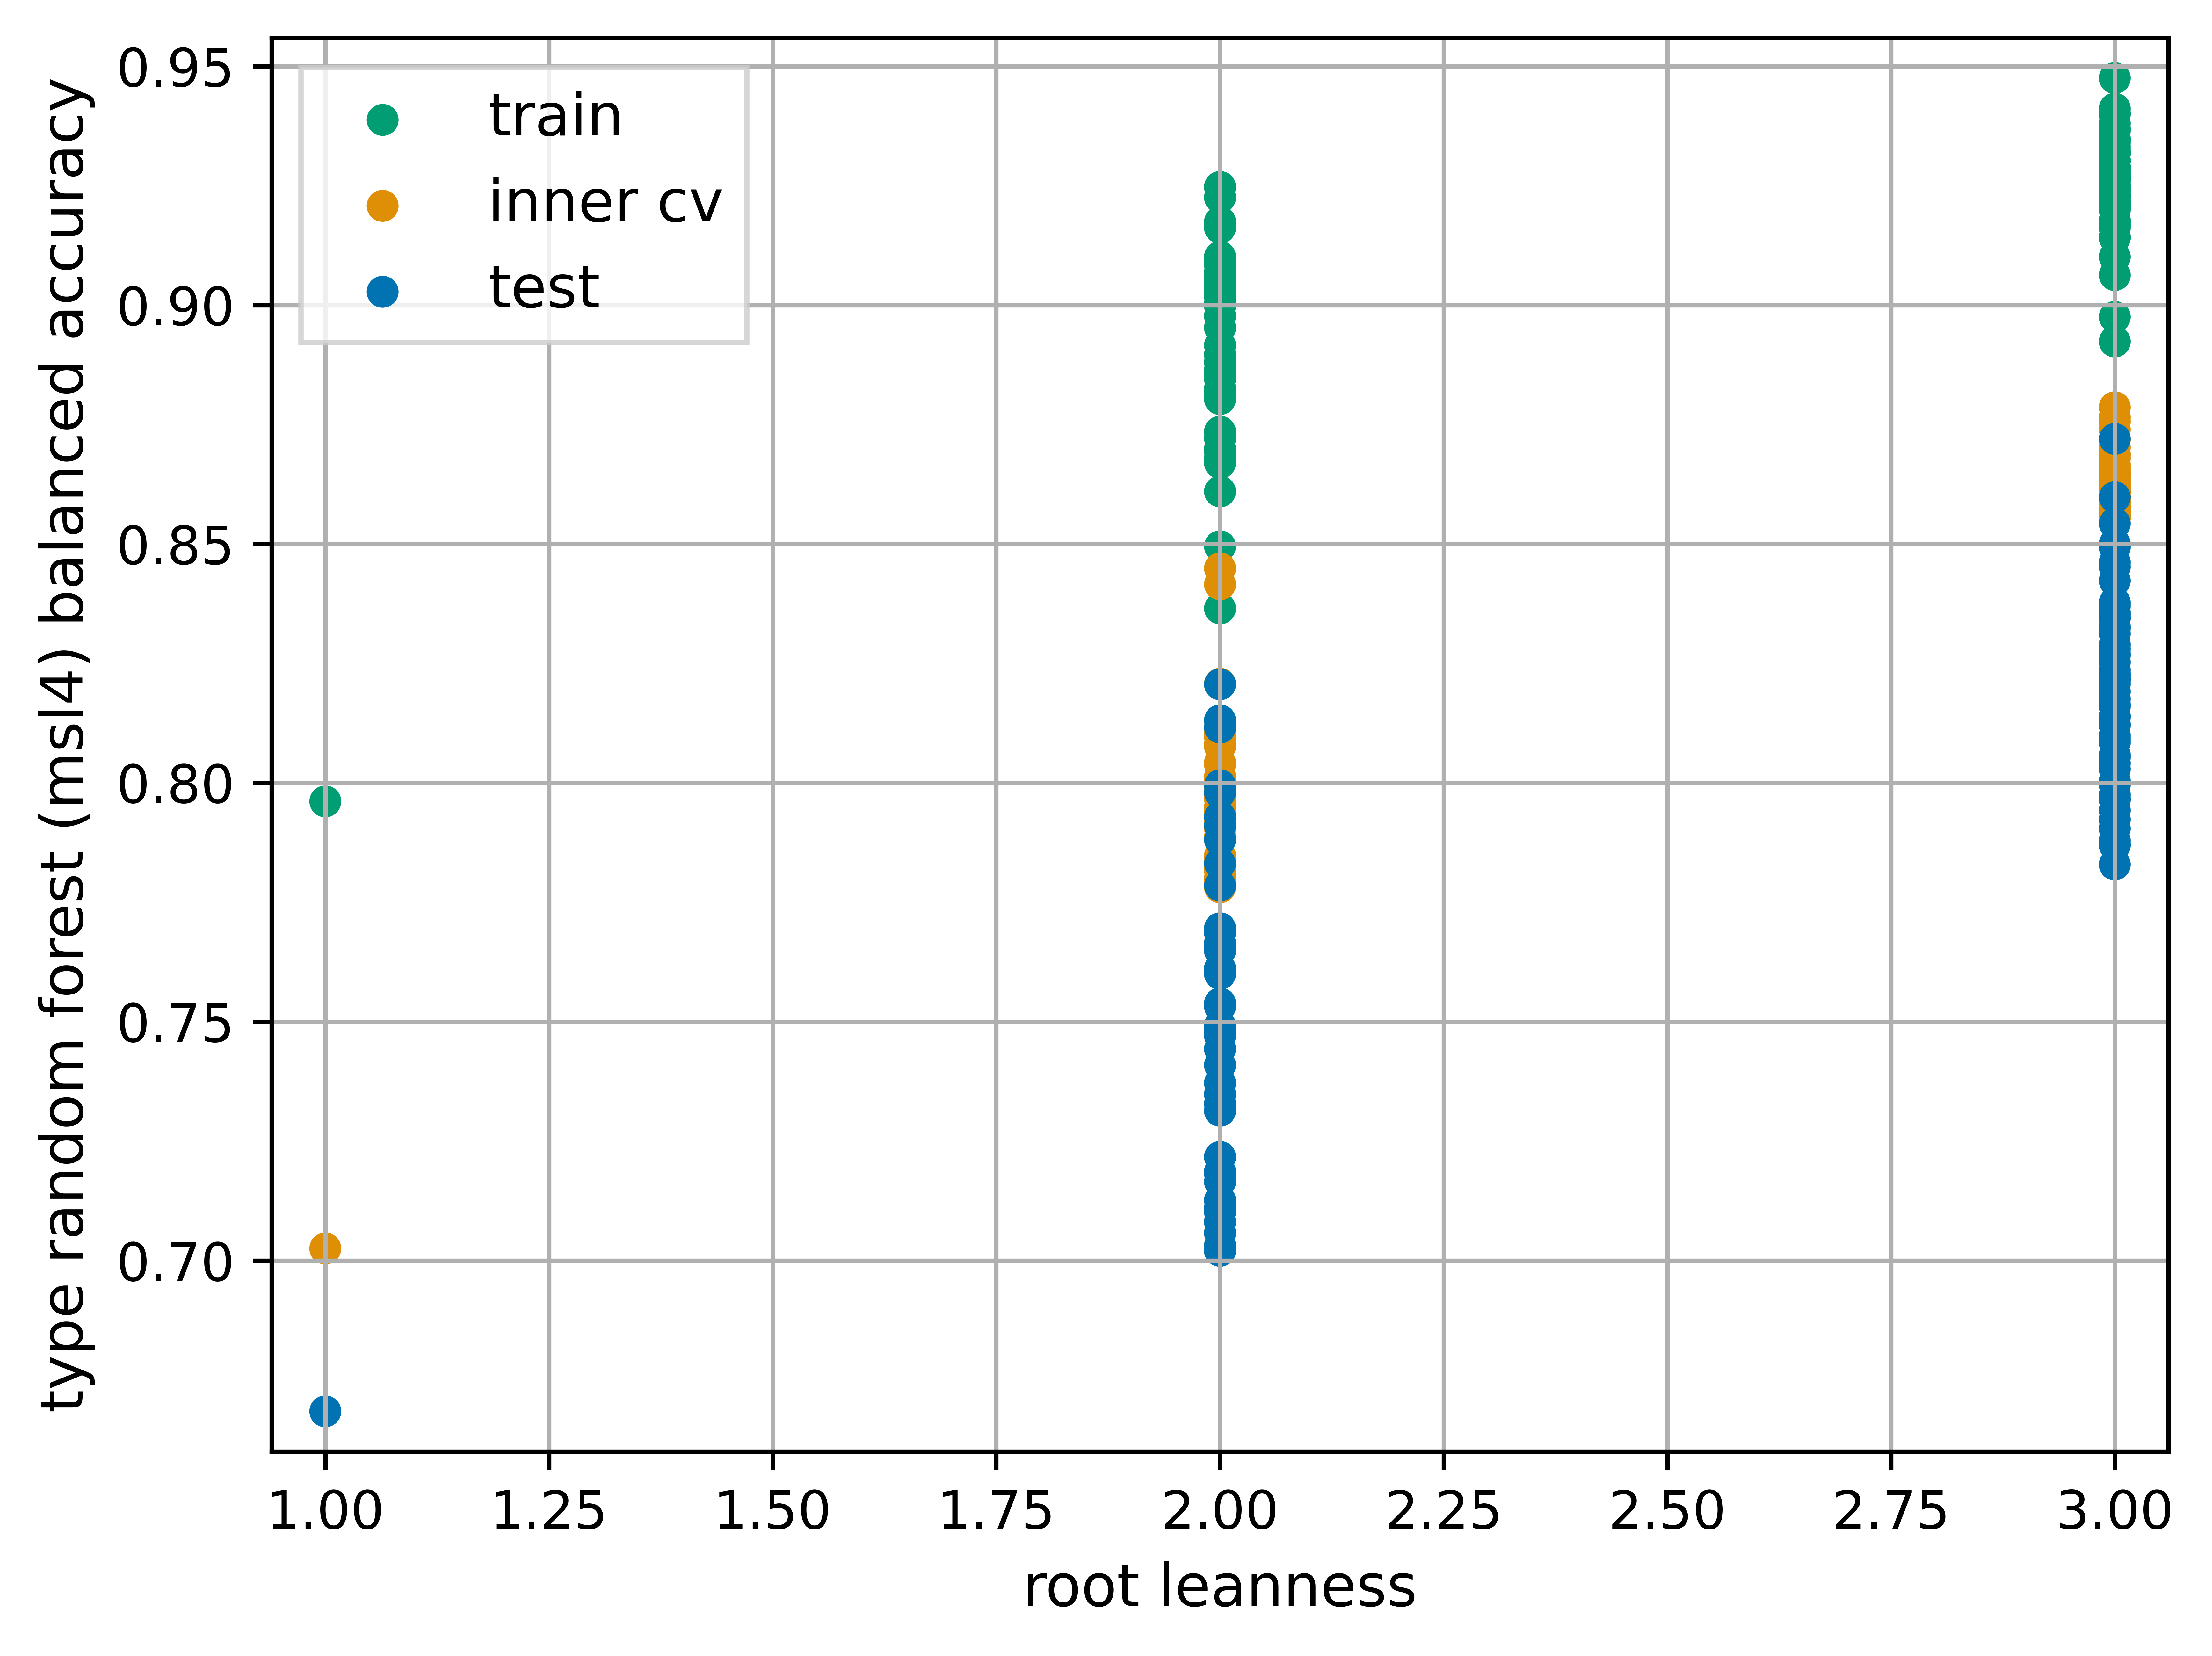 type random forest (msl4) balanced accuracy
0.95
0.90
0.85
0.80
0.75
0.70
train
inner cv
test
1.00 1.25 1.50 1.75 2.00 2.25 2.50 2.75 3.00
root leanness